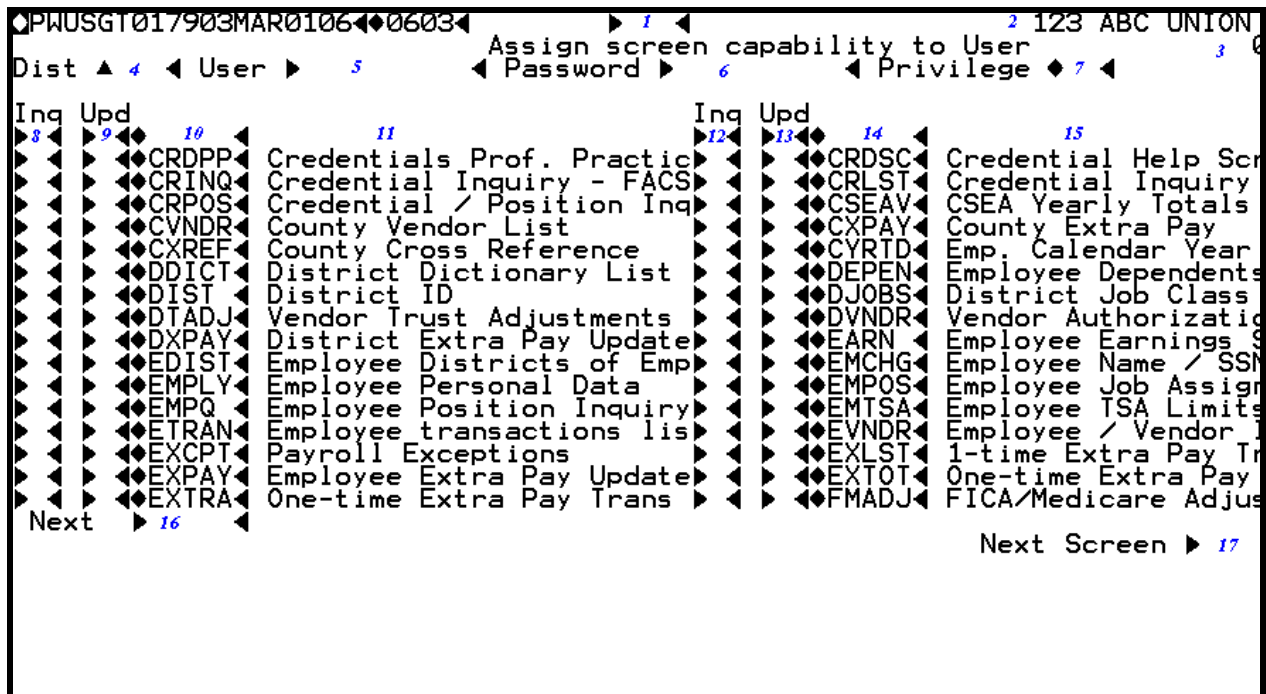 ◆PWUSGT017903MAR0106◀◆0603◀ ▶ 1 ◀ 2 123 ABC UNION
Assign screen capability to User 3
Dist ▲ 4 ◀ User ▶ 5 ◀ Password ▶ 6 ◀ Privilege ◆ 7 ◀
Inq Upd Inq Upd
▶8◀ ▶9◀◆ 10 ◀ 11 ▶12◀ ▶13◀◆ 14 ◀ 15
▶ ◀ ▶ ◀◆CRDPP◀ Credentials Prof. Practic▶ ◀ ▶ ◀◆CRDSC◀ Credential Help Scr
▶ ◀ ▶ ◀◆CRINQ◀ Credential Inquiry - FACS▶ ◀ ▶ ◀◆CRLST◀ Credential Inquiry
▶ ◀ ▶ ◀◆CRPOS◀ Credential / Position Inq▶ ◀ ▶ ◀◆CSEAV◀ CSEA Yearly Totals
▶ ◀ ▶ ◀◆CVNDR◀ County Vendor List ▶ ◀ ▶ ◀◆CXPAY◀ County Extra Pay
▶ ◀ ▶ ◀◆CXREF◀ County Cross Reference ▶ ◀ ▶ ◀◆CYRTD◀ Emp. Calendar Year
▶ ◀ ▶ ◀◆DDICT◀ District Dictionary List ▶ ◀ ▶ ◀◆DEPEN◀ Employee Dependents
▶ ◀ ▶ ◀◆DIST ◀ District ID ▶ ◀ ▶ ◀◆DJOBS◀ District Job Class
▶ ◀ ▶ ◀◆DTADJ◀ Vendor Trust Adjustments ▶ ◀ ▶ ◀◆DVNDR◀ Vendor Authorizatio
▶ ◀ ▶ ◀◆DXPAY◀ District Extra Pay Update▶ ◀ ▶ ◀◆EARN ◀ Employee Earnings S
▶ ◀ ▶ ◀◆EDIST◀ Employee Districts of Emp▶ ◀ ▶ ◀◆EMCHG◀ Employee Name / SSN
▶ ◀ ▶ ◀◆EMPLY◀ Employee Personal Data ▶ ◀ ▶ ◀◆EMPOS◀ Employee Job Assign
▶ ◀ ▶ ◀◆EMPQ ◀ Employee Position Inquiry▶ ◀ ▶ ◀◆EMTSA◀ Employee TSA Limits
▶ ◀ ▶ ◀◆ETRAN◀ Employee transactions lis▶ ◀ ▶ ◀◆EVNDR◀ Employee / Vendor
▶ ◀ ▶ ◀◆EXCPT◀ Payroll Exceptions ▶ ◀ ▶ ◀◆EXLST◀ 1-time Extra Pay Tr
▶ ◀ ▶ ◀◆EXPAY◀ Employee Extra Pay Update▶ ◀ ▶ ◀◆EXTOT◀ One-time Extra Pay
▶ ◀ ▶ ◀◆EXTRA◀ One-time Extra Pay Trans ▶ ◀ ▶ ◀◆FMADJ◀ FICA/Medicare Adjus
Next ▶ 16 ◀
Next Screen ▶ 17